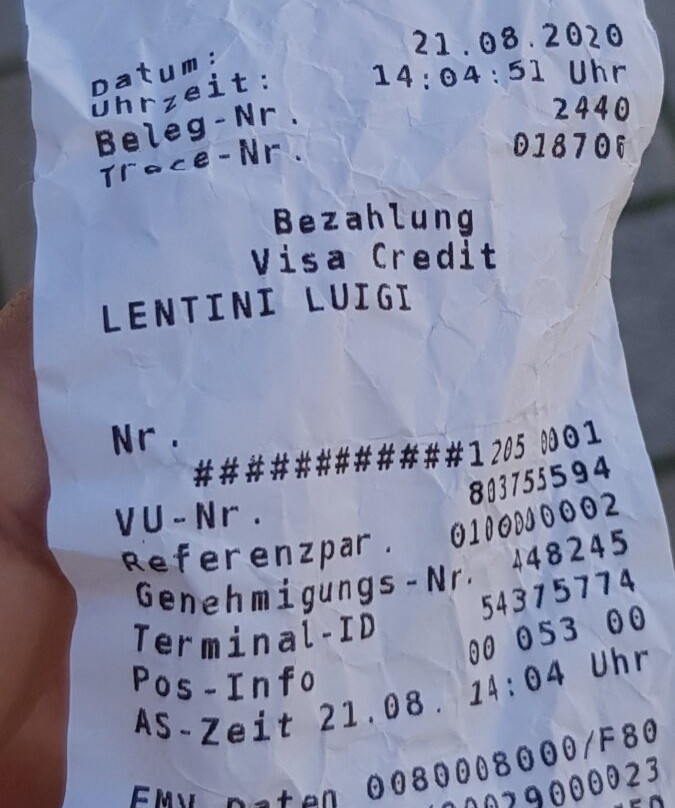 Datum: 21.08.2020
Uhrzeit: 14:04:51 Uhr
Beleg-Nr. 2440
Trace-Nr. 018706
Bezahlung
Visa Credit
LENTINI LUIGI
Nr.
############1205 0001
VU-Nr. 803755594
Referenzpar. 0100000002
Genehmigungs-Nr. 448245
Terminal-ID 54375774
Pos-Info 00 053 00
AS-Zeit 21.08. 14:04 Uhr
EMV Daten 0080008000/F80